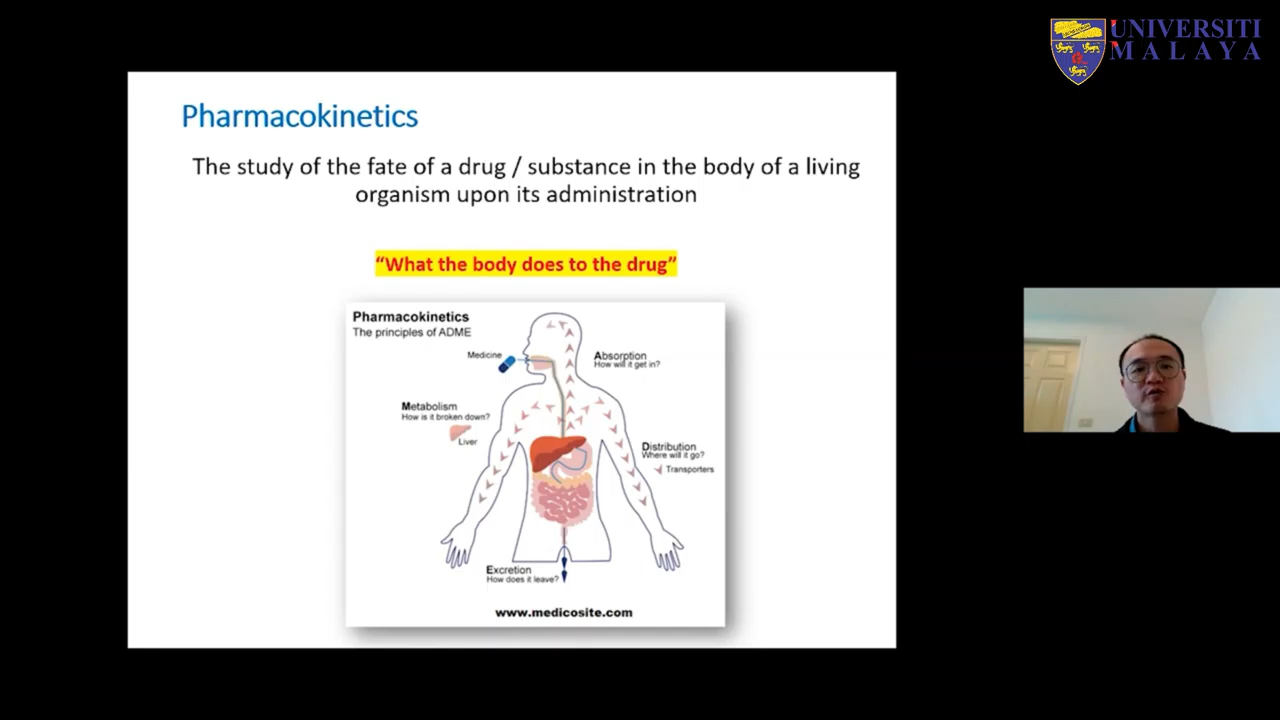 UNIVERSITI
MALAYA
Pharmacokinetics
The study of the fate of a drug / substance in the body of a living
organism upon its administration
“What the body does to the drug”
Pharmacokinetics
The principles of ADME
Medicine
Absorption
How will it get in?
Metabolism
How is it broken down?
Liver
Distribution
Where will it go?
Transporters
Excretion
How does it leave?
www.medicosite.com